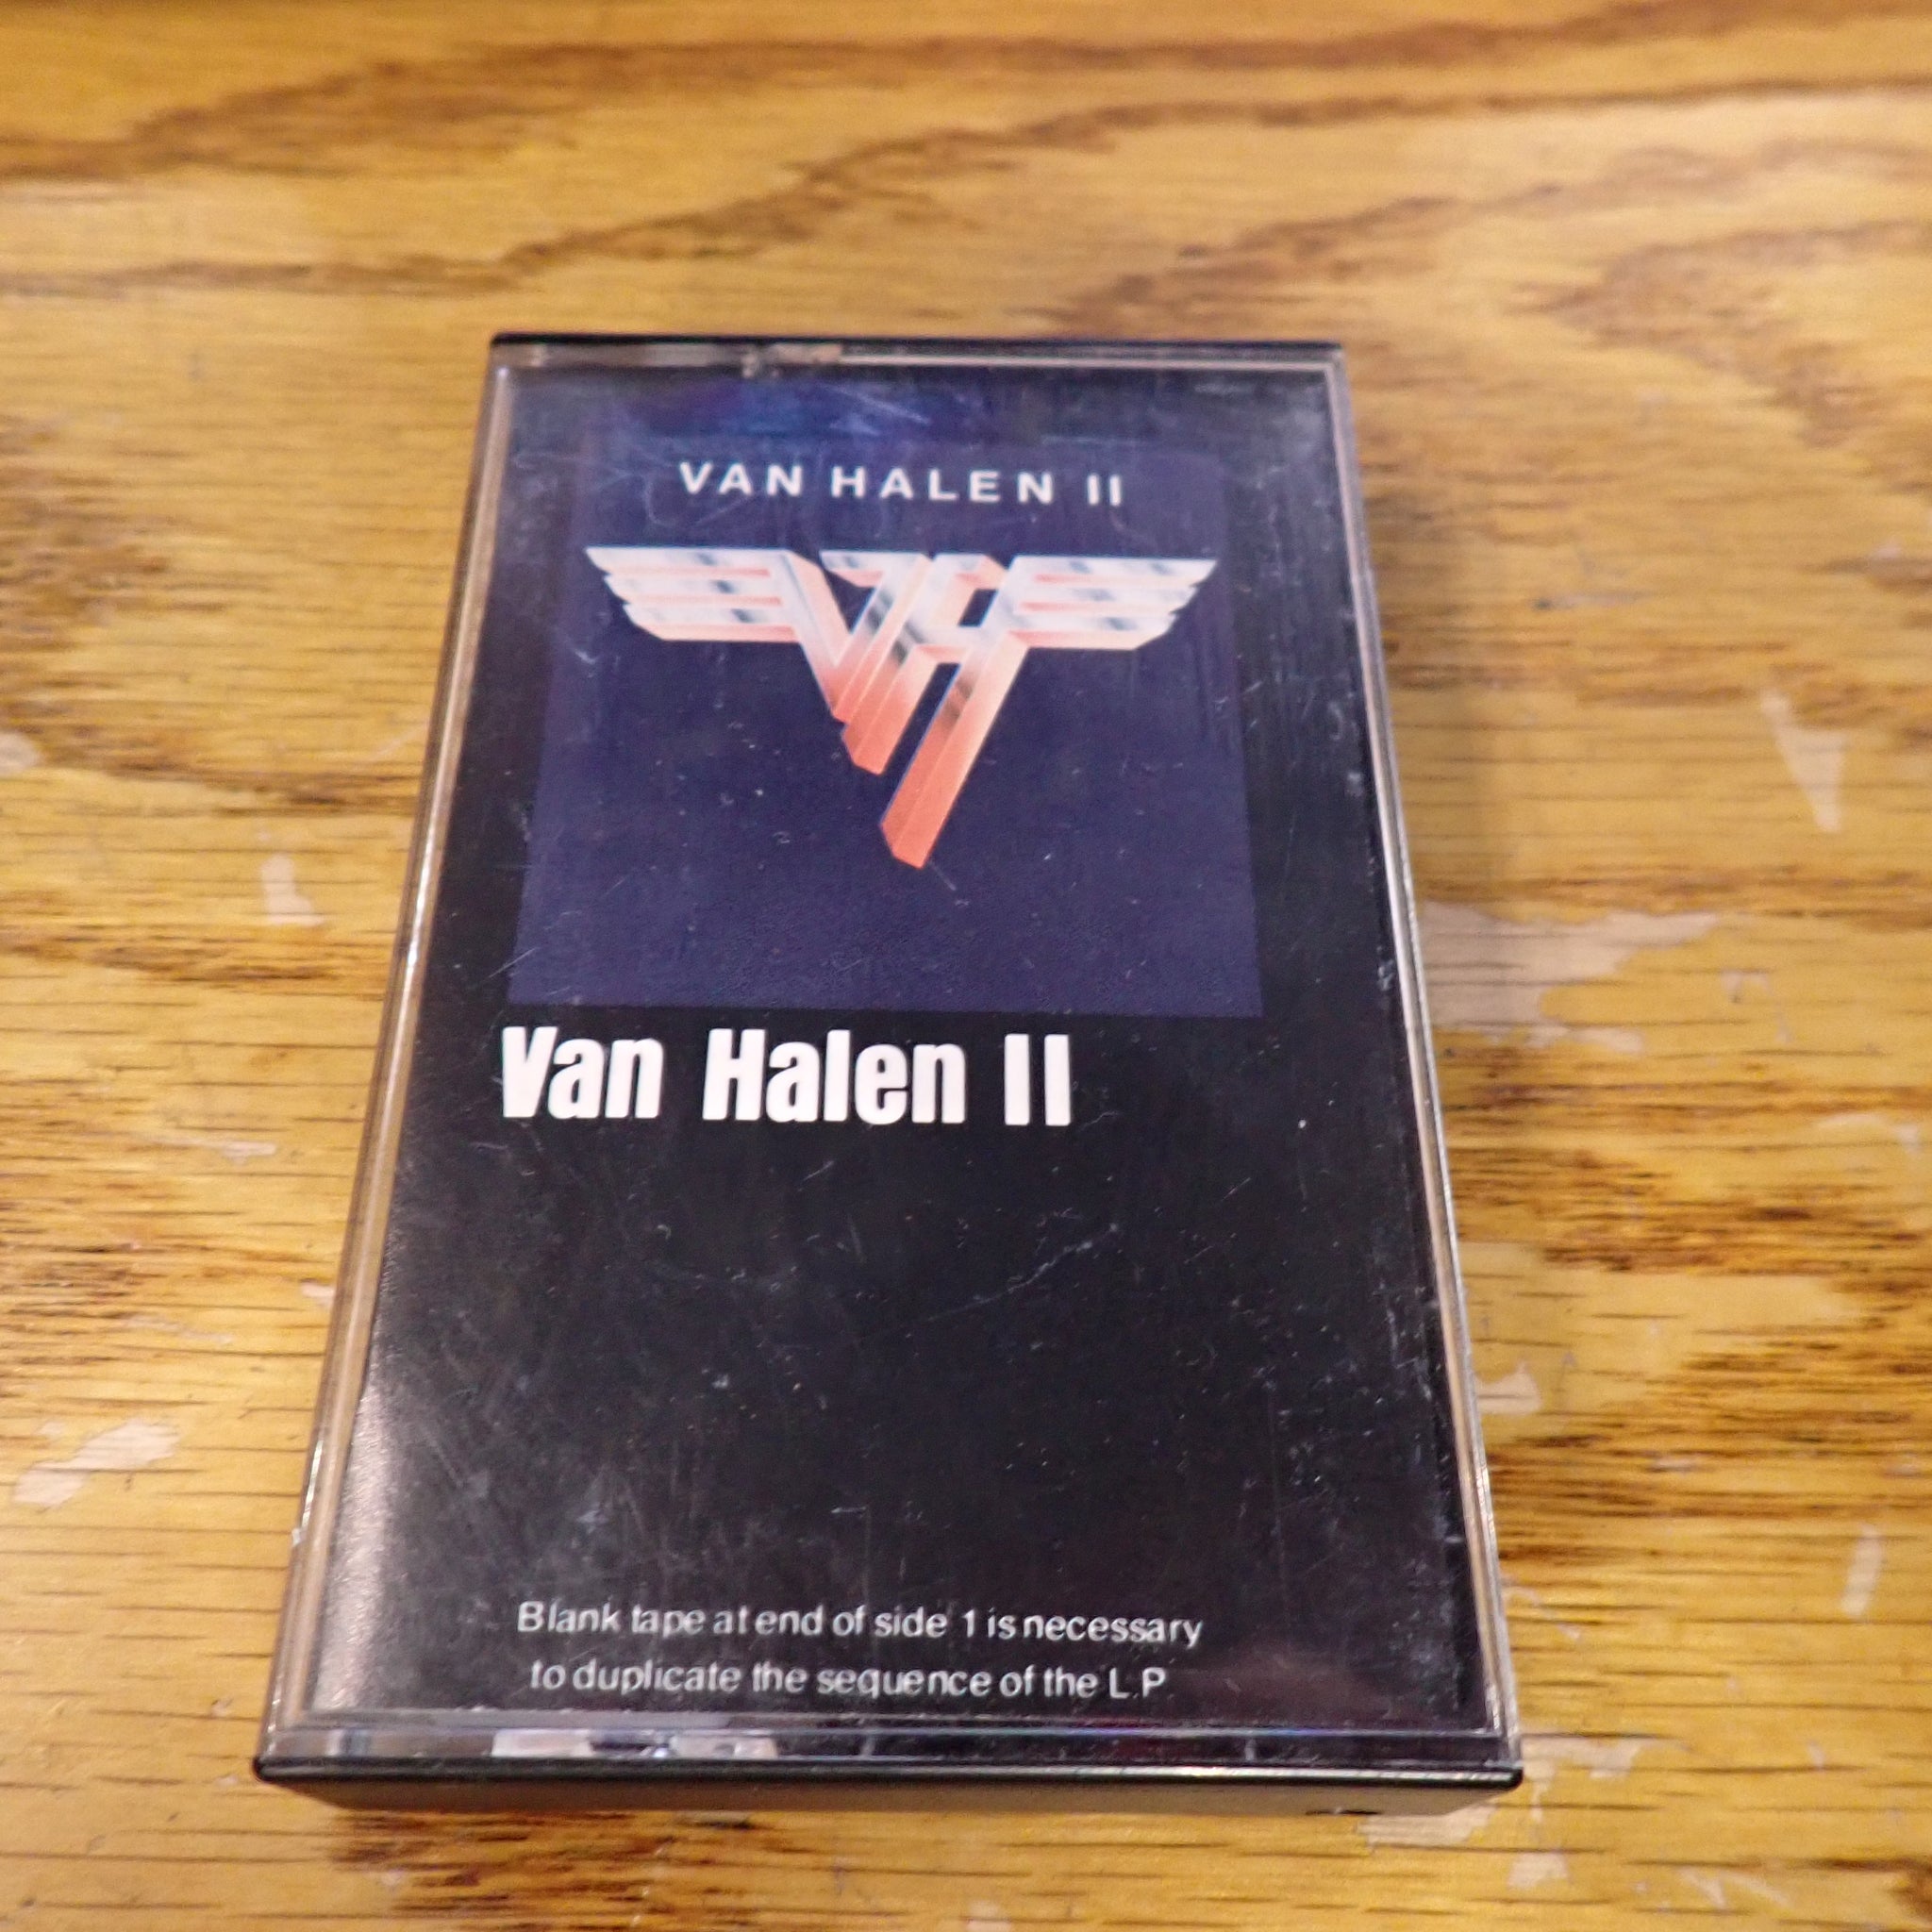 VAN HALEN II
Van Halen II
Blank tape at end of side 1 is necessary
to duplicate the sequence of the L.P.